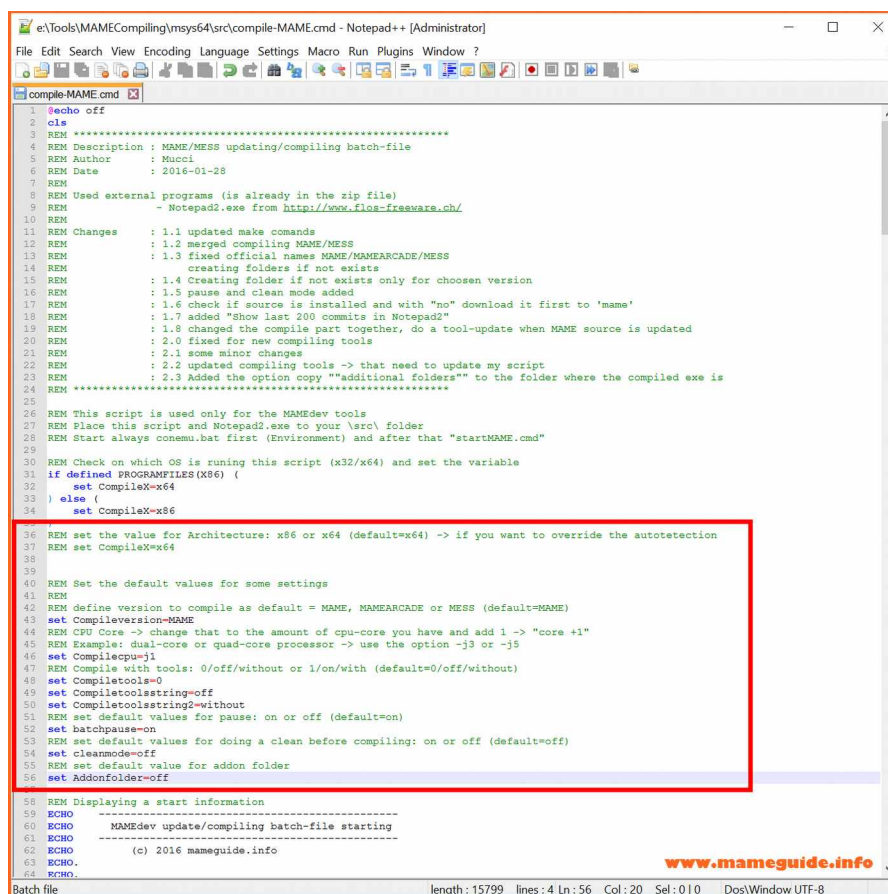 e:\Tools\MAMECompiling\msys64\src\compile-MAME.cmd - Notepad++ [Administrator]
File Edit Search View Encoding Language Settings Macro Run Plugins Window ?
compile-MAME.cmd
1 @echo off
2 cls
3 REM ***********************************************************
4 REM Description : MAME/MESS updating/compiling batch-file
5 REM Author : Mucci
6 REM Date : 2016-01-28
7 REM
8 REM Used external programs (is already in the zip file)
9 REM - Notepad2.exe from http://www.flos-freeware.ch/
10 REM
11 REM Changes : 1.1 updated make comands
12 REM : 1.2 merged compiling MAME/MESS
13 REM : 1.3 fixed official names MAME/MAMEARCADE/MESS
14 REM creating folders if not exists
15 REM : 1.4 Creating folder if not exists only for choosen version
16 REM : 1.5 pause and clean mode added
17 REM : 1.6 check if source is installed and with "no" download it first to 'mame'
18 REM : 1.7 added "Show last 200 commits in Notepad2"
19 REM : 1.8 changed the compile part together, do a tool-update when MAME source is updated
20 REM : 2.0 fixed for new compiling tools
21 REM : 2.1 some minor changes
22 REM : 2.2 updated compiling tools -> that need to update my script
23 REM : 2.3 Added the option copy ""additional folders"" to the folder where the compiled exe is
24 REM ***********************************************************
25
26 REM This script is used only for the MAMEdev tools
27 REM Place this script and Notepad2.exe to your \src\ folder
28 REM Start always conemu.bat first (Environment) and after that "startMAME.cmd"
29
30 REM Check on which OS is runing this script (x32/x64) and set the variable
31 if defined PROGRAMFILES(X86) (
32 set CompileX=x64
33 ) else (
34 set CompileX=x86
35 )
36 REM set the value for Architecture: x86 or x64 (default=x64) -> if you want to override the autotetection
37 REM set CompileX=x64
38
39
40 REM Set the default values for some settings
41 REM
42 REM define version to compile as default = MAME, MAMEARCADE or MESS (default=MAME)
43 set Compileversion=MAME
44 REM CPU Core -> change that to the amount of cpu-core you have and add 1 -> "core +1"
45 REM Example: dual-core or quad-core processor -> use the option -j3 or -j5
46 set Compilecpu=j1
47 REM Compile with tools: 0/off/without or 1/on/with (default=0/off/without)
48 set Compiletools=0
49 set Compiletoolsstring=off
50 set Compiletoolsstring2=without
51 REM set default values for pause: on or off (default=on)
52 set batchpause=on
53 REM set default values for doing a clean before compiling: on or off (default=off)
54 set cleanmode=off
55 REM set default value for addon folder
56 set Addonfolder=off
58 REM Displaying a start information
59 ECHO -----------------------------------------------
60 ECHO MAMEdev update/compiling batch-file starting
61 ECHO -----------------------------------------------
62 ECHO (c) 2016 mameguide.info
63 ECHO.
64 ECHO.
www.mameguide.info
Batch file length : 15799 lines : 4 Ln : 56 Col : 20 Sel : 0 | 0 Dos\Window UTF-8